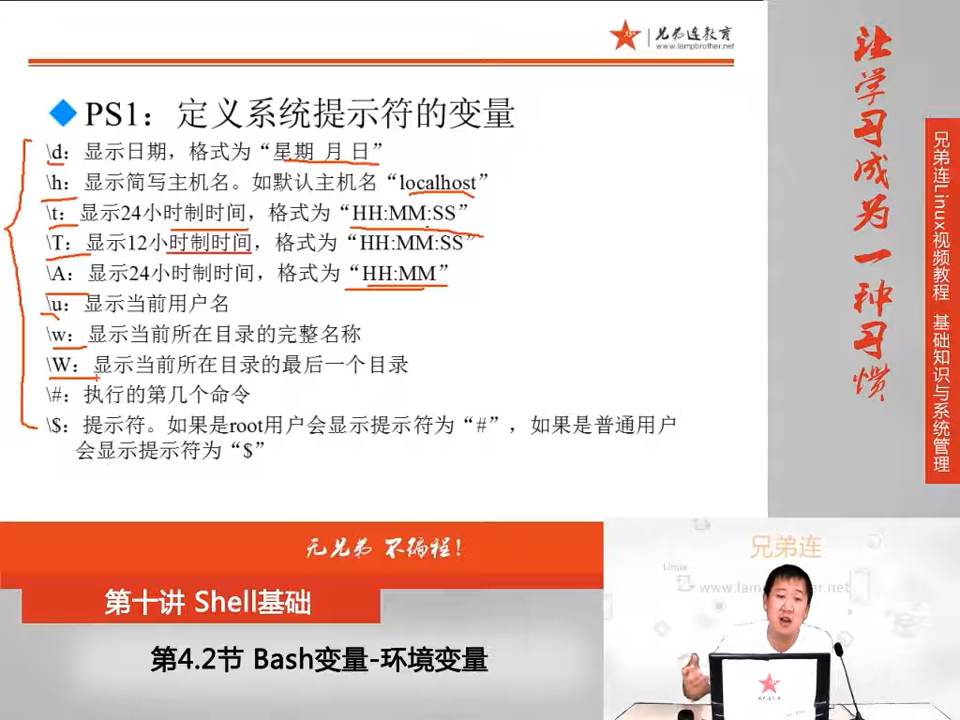 兄弟连教育
www.lampbrother.net
PS1：定义系统提示符的变量
\d：显示日期，格式为“星期 月 日”
\h：显示简写主机名。如默认主机名“localhost”
\t：显示24小时制时间，格式为“HH:MM:SS”
\T：显示12小时制时间，格式为“HH:MM:SS”
\A：显示24小时制时间，格式为“HH:MM”
\u：显示当前用户名
\w：显示当前所在目录的完整名称
\W：显示当前所在目录的最后一个目录
\#：执行的第几个命令
\$：提示符。如果是root用户会显示提示符为“#”，如果是普通用户
会显示提示符为“$”
让学习成为一种习惯
兄弟连Linux视频教程 基础知识与系统管理
无兄弟 不编程！
第十讲 Shell基础
第4.2节 Bash变量-环境变量
兄弟连
Linux
www.lampbrother.net